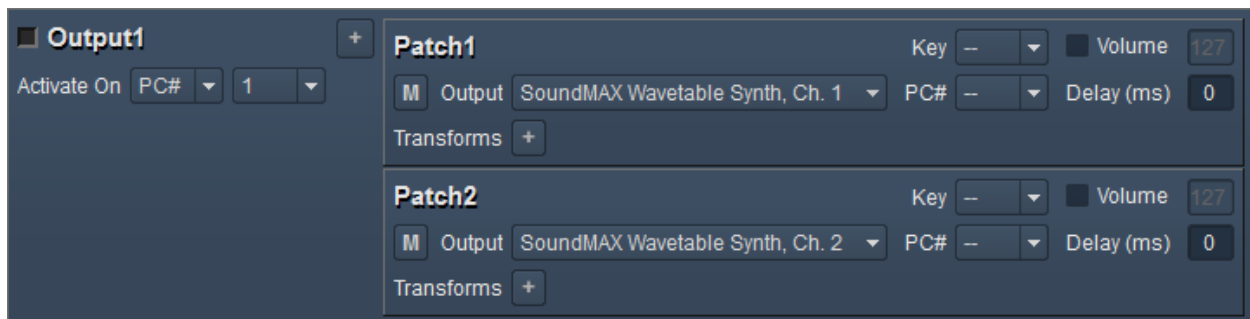 Output1 +
Activate On PC# 1
Patch1 Key -- Volume 127
M Output SoundMAX Wavetable Synth, Ch. 1 PC# -- Delay (ms) 0
Transforms +
Patch2 Key -- Volume 127
M Output SoundMAX Wavetable Synth, Ch. 2 PC# -- Delay (ms) 0
Transforms +